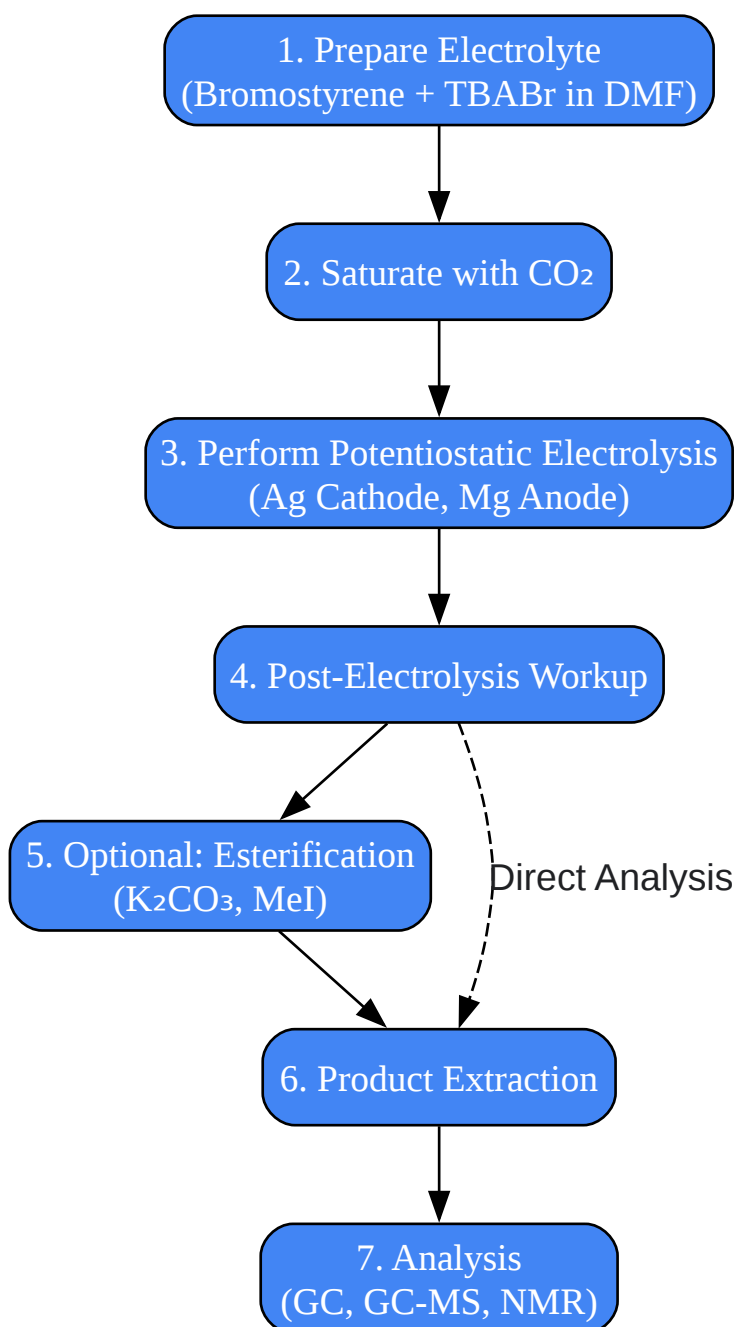 1. Prepare Electrolyte
(Bromostyrene + TBABr in DMF)
2. Saturate with CO₂
3. Perform Potentiostatic Electrolysis
(Ag Cathode, Mg Anode)
4. Post-Electrolysis Workup
5. Optional: Esterification
(K₂CO₃, MeI)
Direct Analysis
6. Product Extraction
7. Analysis
(GC, GC-MS, NMR)